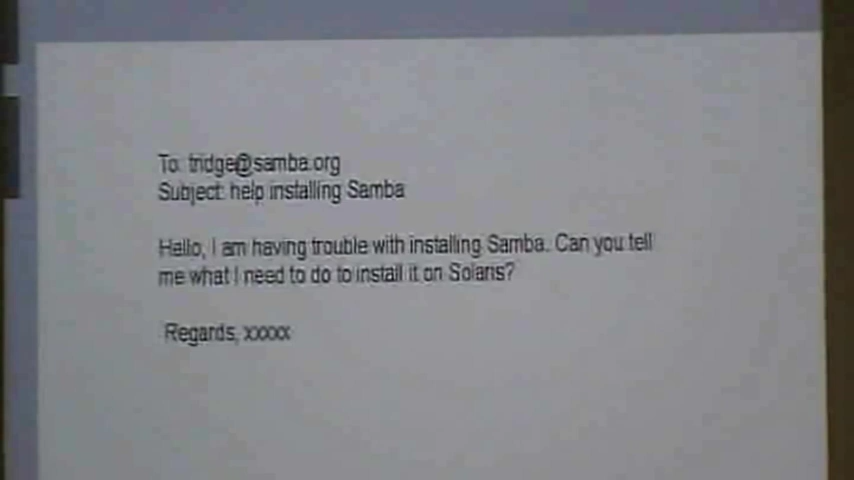 To: tridge@samba.org
Subject: help installing Samba
Hallo, I am having trouble with installing Samba. Can you tell
me what I need to do to install it on Solaris?
Regards, xxxxx